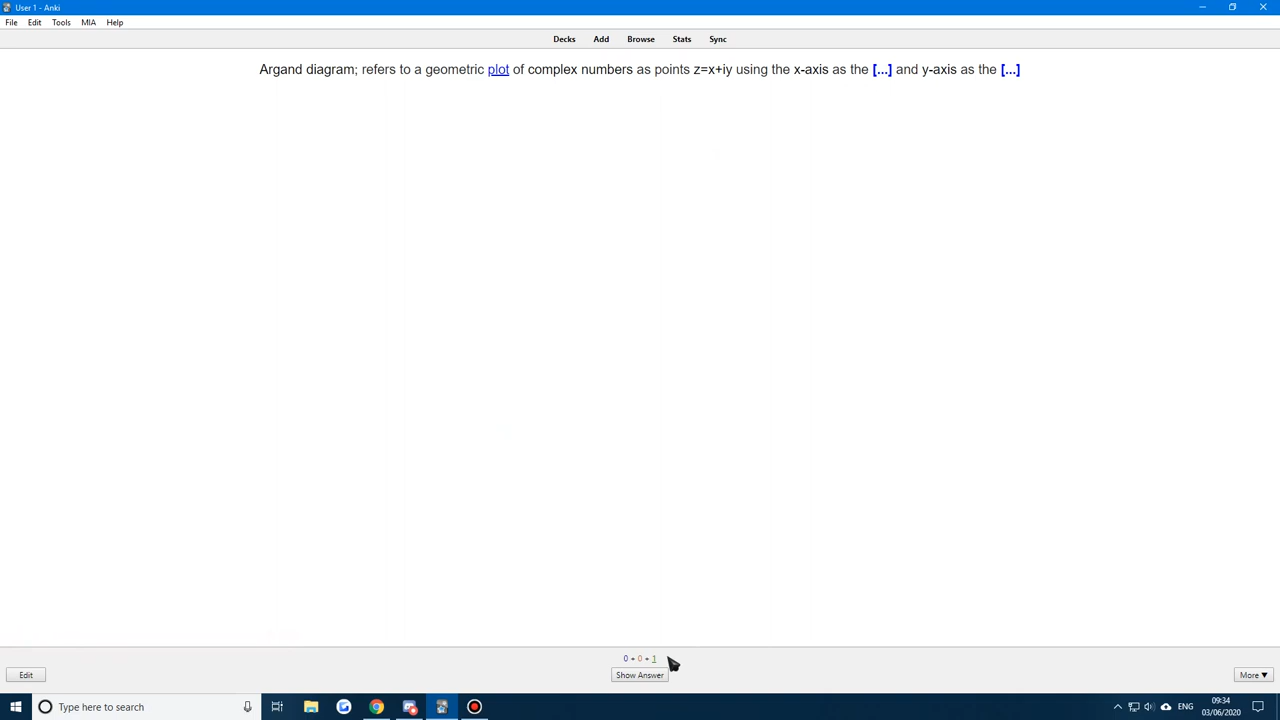 User 1 - Anki
File Edit Tools MIA Help
Decks Add Browse Stats Sync
Argand diagram; refers to a geometric plot of complex numbers as points z=x+iy using the x-axis as the [...] and y-axis as the [...]
0 + 0 + 1
Edit Show Answer More ▼
Type here to search
ENG
09:34
03/06/2020